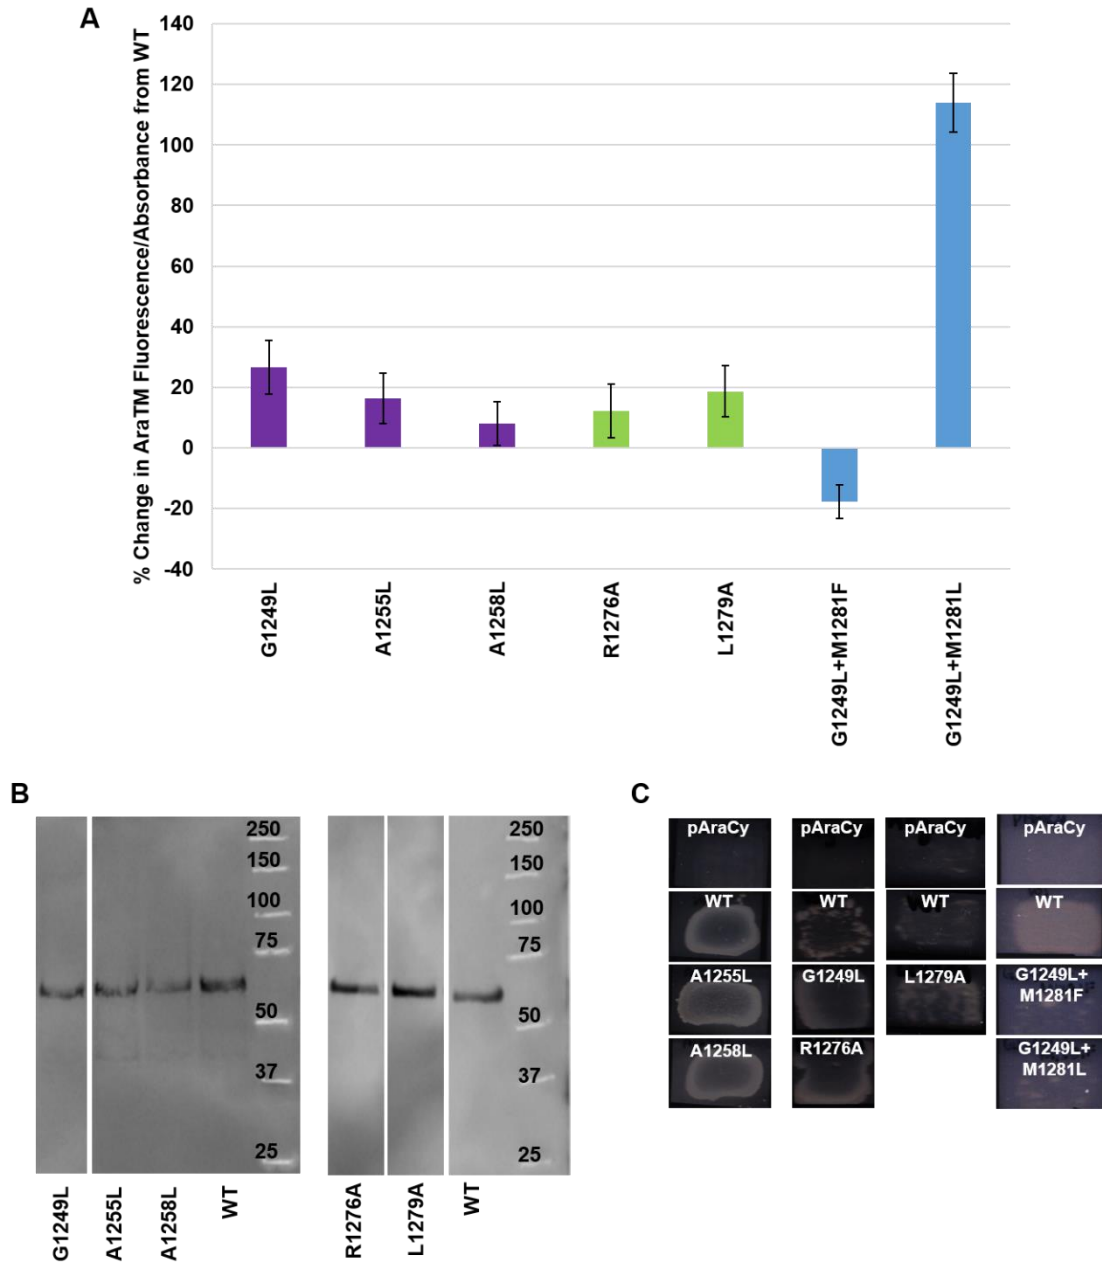 A
% Change in AraTM Fluorescence/Absorbance from WT
140
120
100
80
60
40
20
0
-20
-40
G1249L
A1255L
A1258L
R1276A
L1279A
G1249L+M1281F
G1249L+M1281L
B
250
150
100
75
50
37
25
G1249L
A1255L
A1258L
WT
250
150
100
75
50
37
25
R1276A
L1279A
WT
C
pAraCy
WT
A1255L
A1258L
pAraCy
WT
G1249L
R1276A
pAraCy
WT
L1279A
pAraCy
WT
G1249L+
M1281F
G1249L+
M1281L